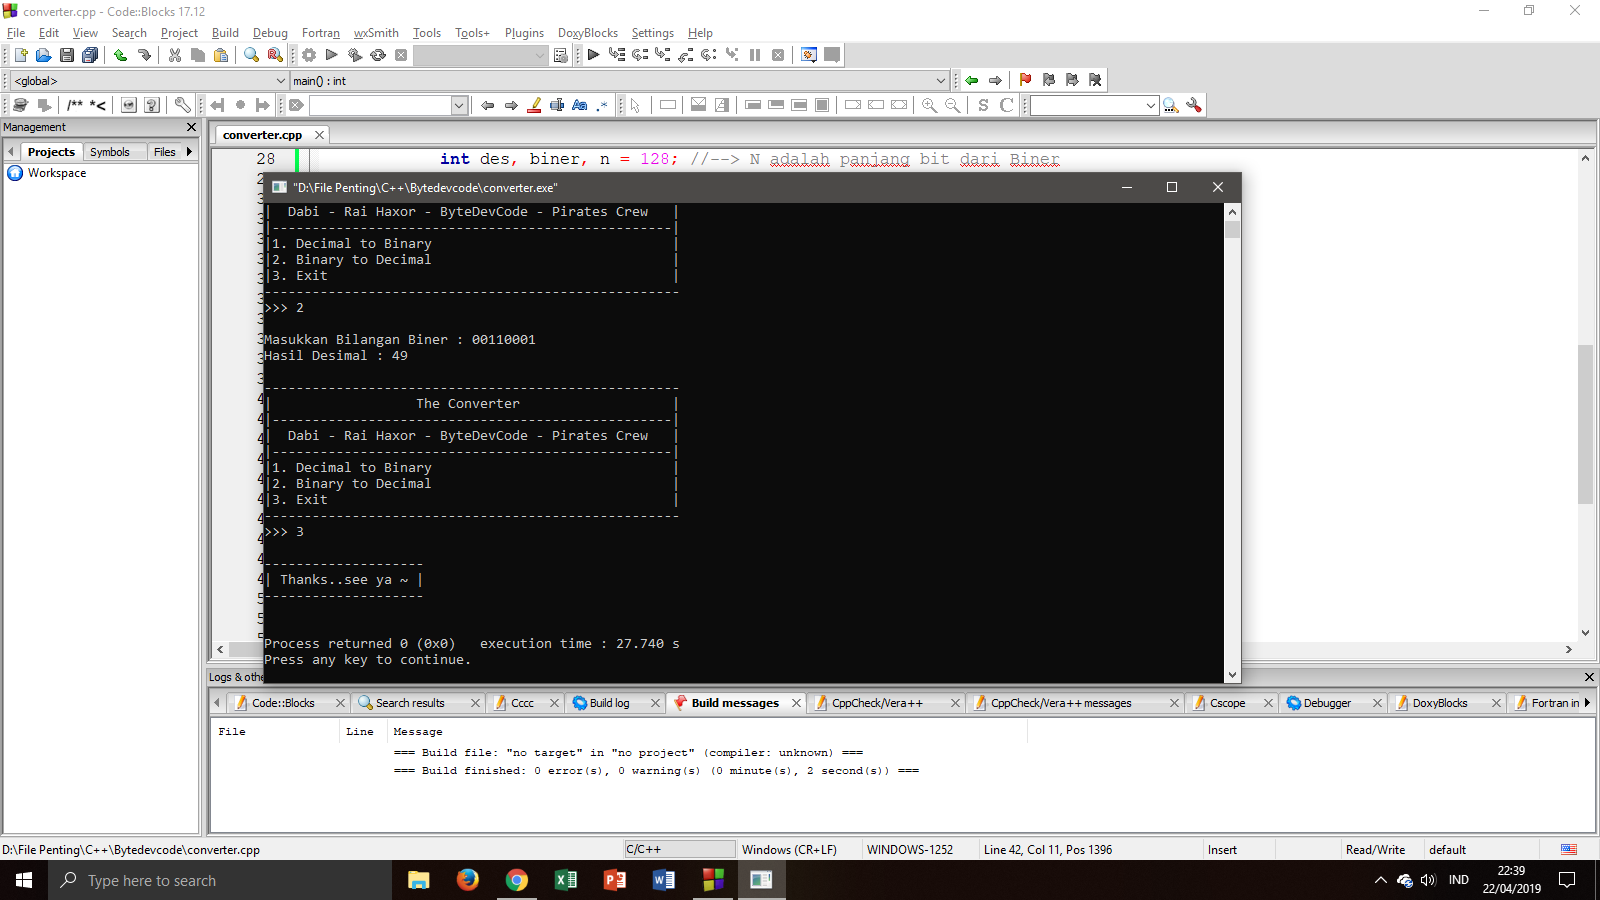 converter.cpp - Code::Blocks 17.12
File Edit View Search Project Build Debug Fortran wxSmith Tools Tools+ Plugins DoxyBlocks Settings Help
<global> main() : int
/** *<
Management
Projects Symbols Files
Workspace
converter.cpp
28 int des, biner, n = 128; //--> N adalah panjang bit dari Biner
"D:\File Penting\C++\Bytedevcode\converter.exe"
| Dabi - Rai Haxor - ByteDevCode - Pirates Crew |
|--------------------------------------------------|
|1. Decimal to Binary |
|2. Binary to Decimal |
|3. Exit |
----------------------------------------------------
>>> 2
Masukkan Bilangan Biner : 00110001
Hasil Desimal : 49
----------------------------------------------------
| The Converter |
|--------------------------------------------------|
| Dabi - Rai Haxor - ByteDevCode - Pirates Crew |
|--------------------------------------------------|
|1. Decimal to Binary |
|2. Binary to Decimal |
|3. Exit |
----------------------------------------------------
>>> 3
--------------------
| Thanks..see ya ~ |
--------------------
Process returned 0 (0x0) execution time : 27.740 s
Press any key to continue.
Logs & othe
Code::Blocks Search results Cccc Build log Build messages CppCheck/Vera++ CppCheck/Vera++ messages Cscope Debugger DoxyBlocks Fortran in
File Line Message
=== Build file: "no target" in "no project" (compiler: unknown) ===
=== Build finished: 0 error(s), 0 warning(s) (0 minute(s), 2 second(s)) ===
D:\File Penting\C++\Bytedevcode\converter.cpp C/C++ Windows (CR+LF) WINDOWS-1252 Line 42, Col 11, Pos 1396 Insert Read/Write default
Type here to search
IND
22:39
22/04/2019